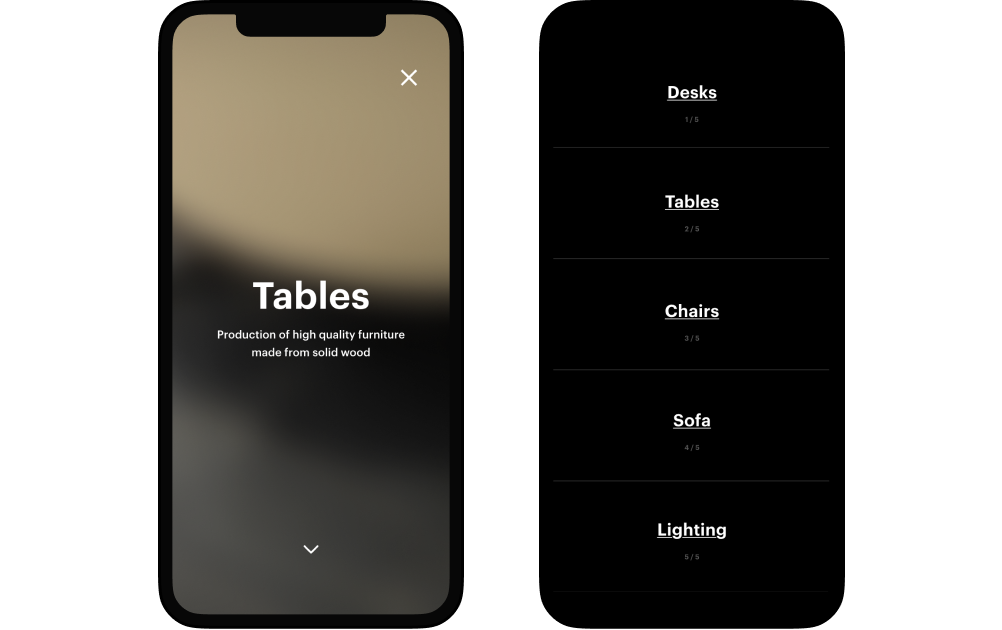 Tables
Production of high quality furniture
made from solid wood
Desks
1 / 5
Tables
2 / 5
Chairs
3 / 5
Sofa
4 / 5
Lighting
5 / 5